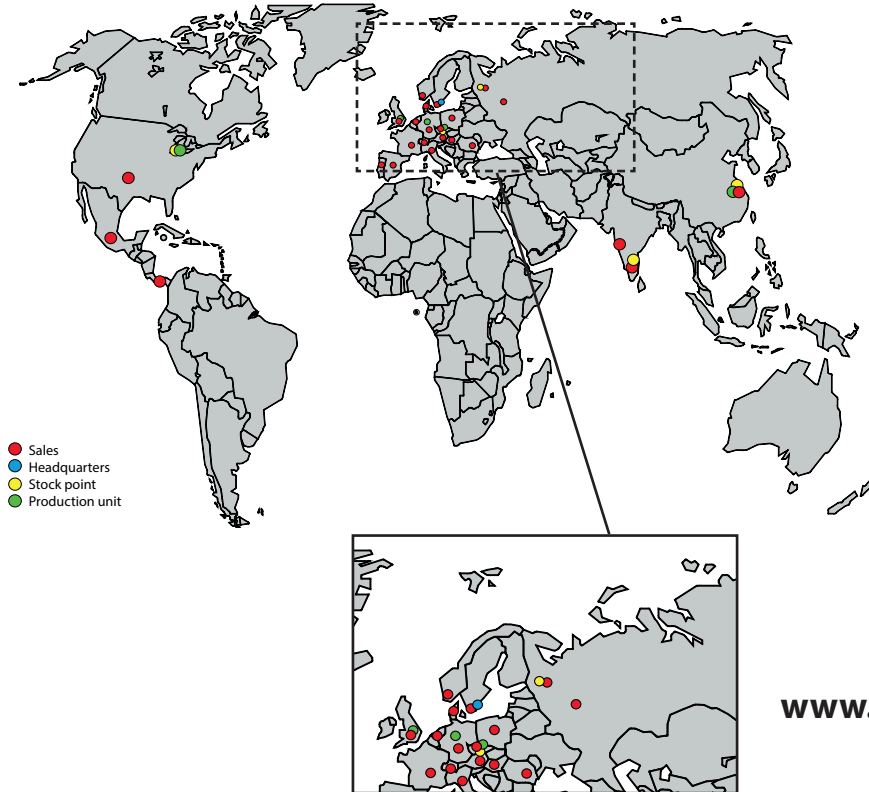 Sales
Headquarters
Stock point
Production unit
www.